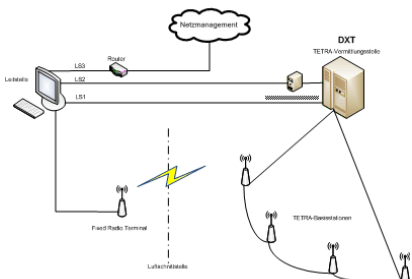 Netzmanagement
DXT
TETRA-Vermittlungsstelle
Router
LS3
LS2
Leitstelle
LS1
TETRA-Basisstationen
Fixed Radio Terminal
Luftschnittstelle